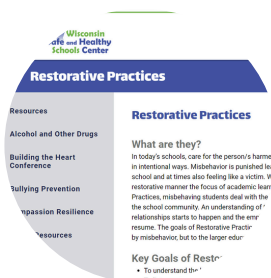 Wisconsin
afe and Healthy
Schools Center
Restorative Practices
Resources
Alcohol and Other Drugs
Building the Heart
Conference
Bullying Prevention
mpassion Resilience
Resources
Restorative Practices
What are they?
In today's schools, care for the person/s harme
in intentional ways. Misbehavior is punished le
school and at times also feeling like a victim. W
restorative manner the focus of academic learn
Practices, misbehaving students deal with the
the school community. An understanding of
relationships starts to happen and the em
resume. The goals of Restorative Practic
by misbehavior, but to the larger edu
Key Goals of Resto
• To understand the